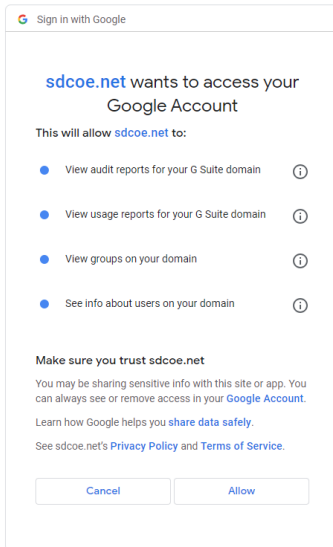 Sign in with Google
sdcoe.net wants to access your
Google Account
This will allow sdcoe.net to:
View audit reports for your G Suite domain
View usage reports for your G Suite domain
View groups on your domain
See info about users on your domain
Make sure you trust sdcoe.net
You may be sharing sensitive info with this site or app. You
can always see or remove access in your Google Account.
Learn how Google helps you share data safely.
See sdcoe.net's Privacy Policy and Terms of Service.
Cancel
Allow